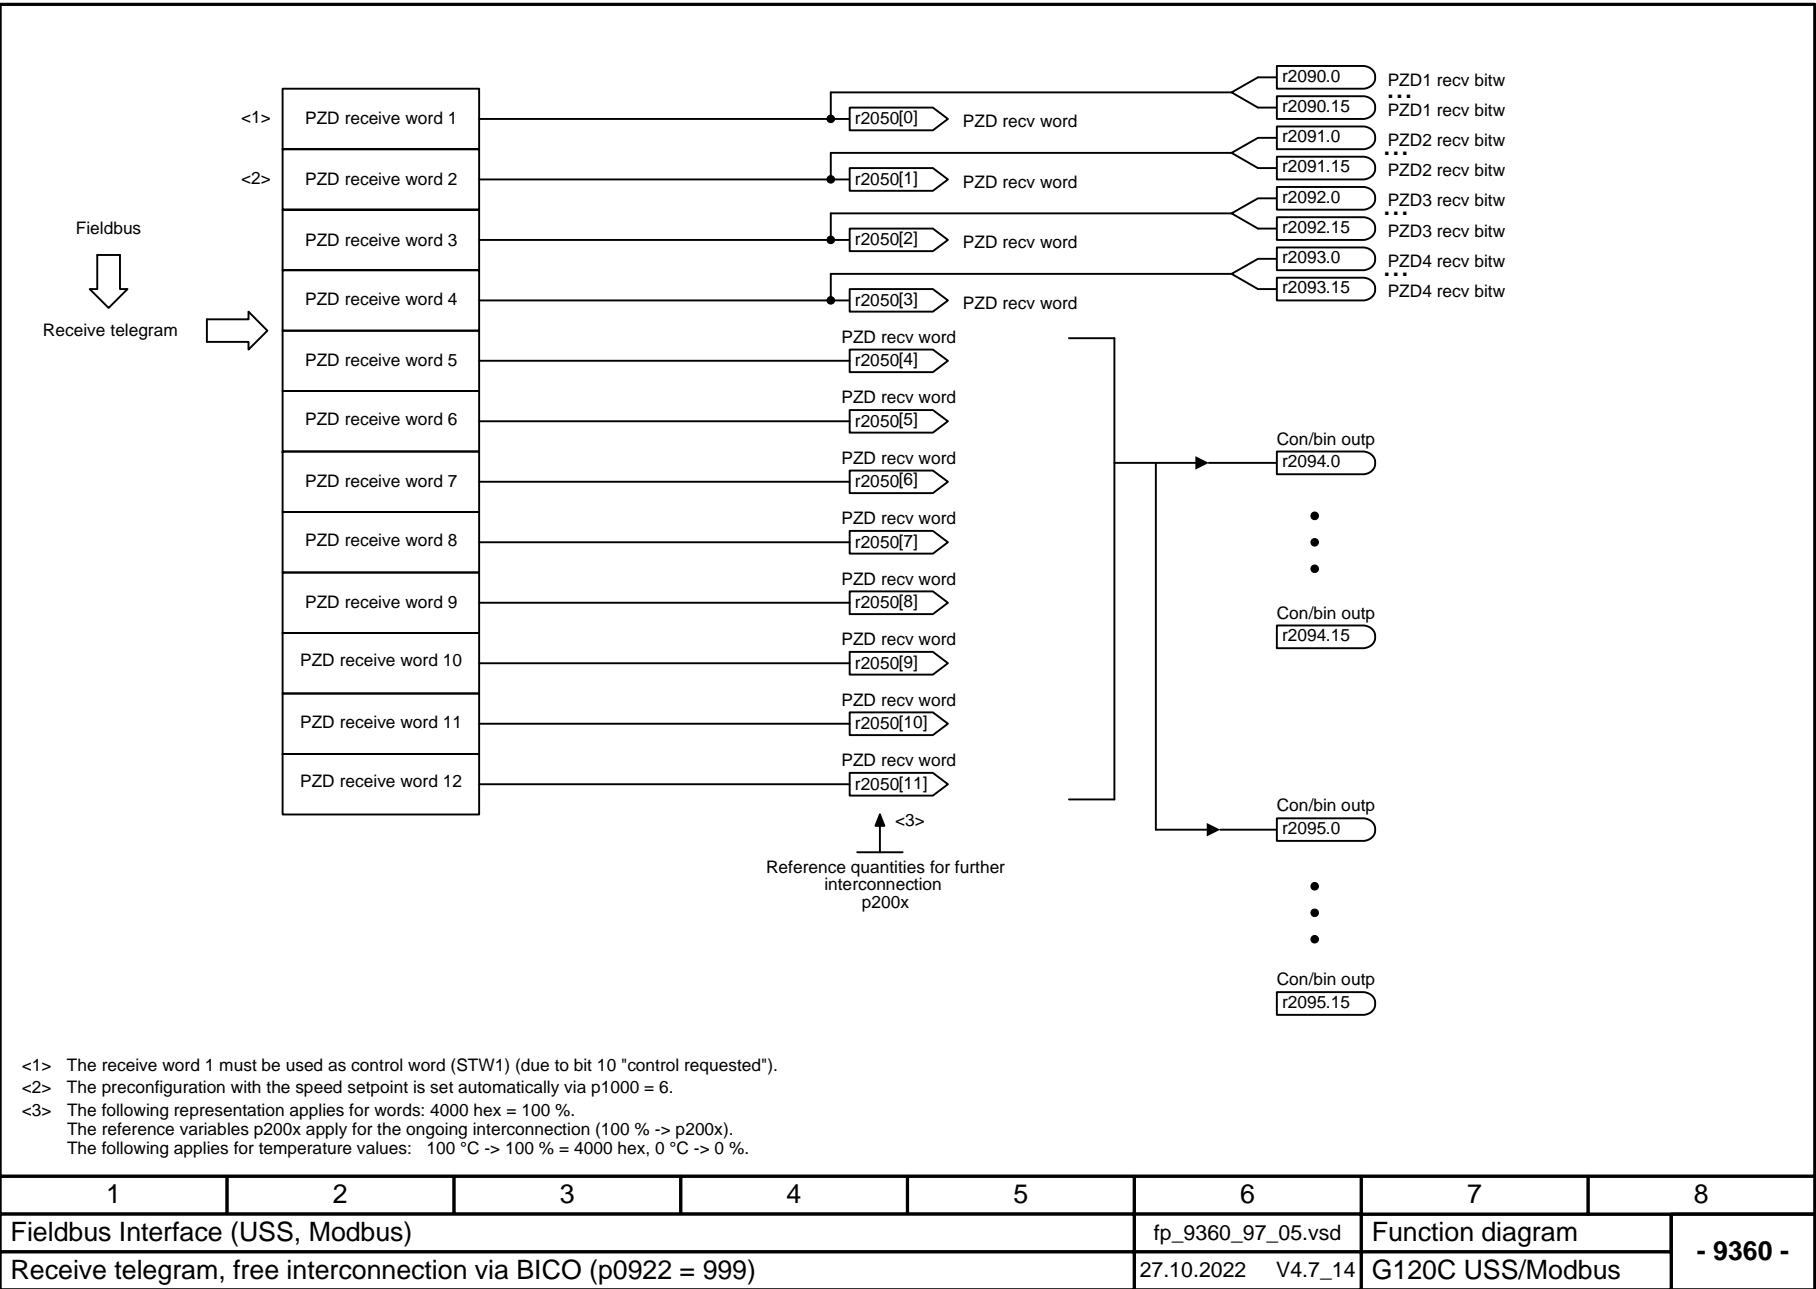 r2090.0 PZD1 recv bitw
...
<1> PZD receive word 1 r2050[0] PZD recv word r2090.15 PZD1 recv bitw
r2091.0 PZD2 recv bitw
...
<2> PZD receive word 2 r2050[1] PZD recv word r2091.15 PZD2 recv bitw
r2092.0 PZD3 recv bitw
...
Fieldbus PZD receive word 3 r2050[2] PZD recv word r2092.15 PZD3 recv bitw
r2093.0 PZD4 recv bitw
...
PZD receive word 4 r2050[3] PZD recv word r2093.15 PZD4 recv bitw
Receive telegram
PZD recv word
PZD receive word 5 r2050[4]
PZD recv word
PZD receive word 6 r2050[5]
Con/bin outp
r2094.0
PZD recv word
PZD receive word 7 r2050[6]
PZD recv word
PZD receive word 8 r2050[7]
PZD recv word
PZD receive word 9 r2050[8]
Con/bin outp
r2094.15
PZD recv word
PZD receive word 10 r2050[9]
PZD recv word
PZD receive word 11 r2050[10]
PZD recv word
PZD receive word 12 r2050[11]
Con/bin outp
r2095.0
<3>
Reference quantities for further
interconnection
p200x
Con/bin outp
r2095.15
<1> The receive word 1 must be used as control word (STW1) (due to bit 10 "control requested").
<2> The preconfiguration with the speed setpoint is set automatically via p1000 = 6.
<3> The following representation applies for words: 4000 hex = 100 %.
The reference variables p200x apply for the ongoing interconnection (100 % -> p200x).
The following applies for temperature values: 100 °C -> 100 % = 4000 hex, 0 °C -> 0 %.
1 2 3 4 5 6 7 8
Fieldbus Interface (USS, Modbus) fp_9360_97_05.vsd Function diagram - 9360 -
Receive telegram, free interconnection via BICO (p0922 = 999) 27.10.2022 V4.7_14 G120C USS/Modbus